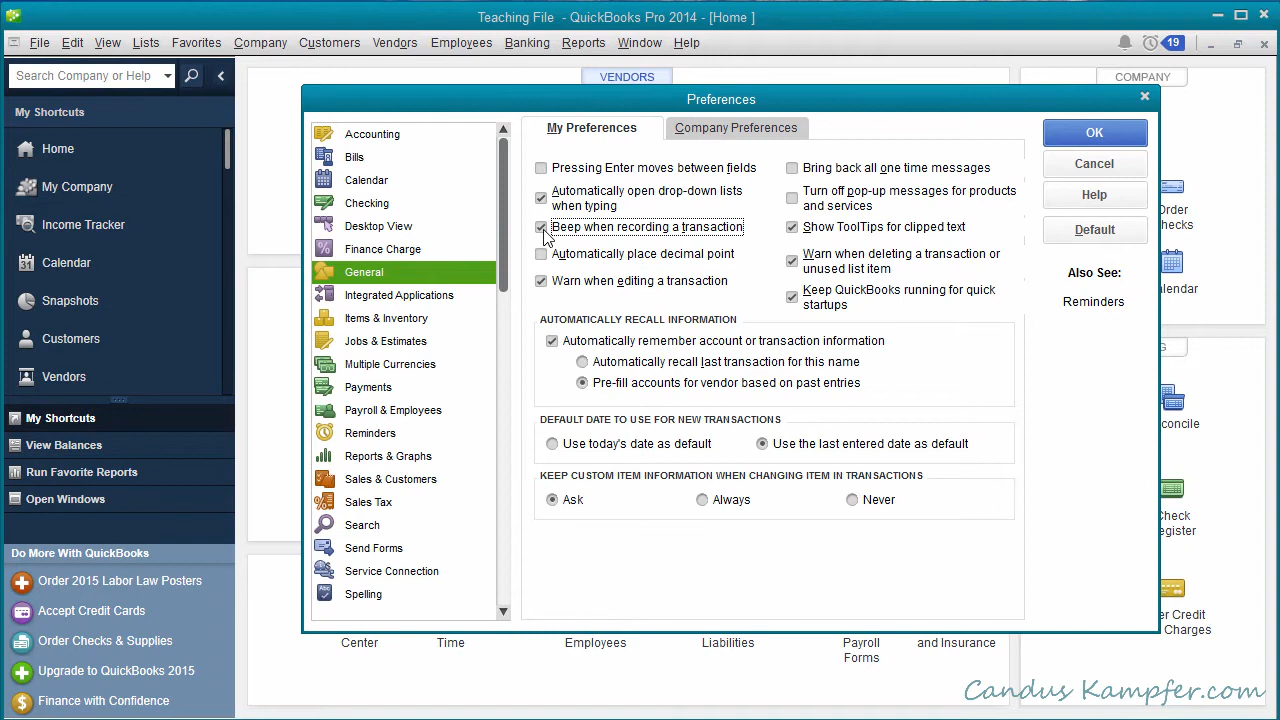 Teaching File - QuickBooks Pro 2014 - [Home ]
File Edit View Lists Favorites Company Customers Vendors Employees Banking Reports Window Help
19
Search Company or Help
My Shortcuts
Home
My Company
Income Tracker
Calendar
Snapshots
Customers
Vendors
My Shortcuts
View Balances
Run Favorite Reports
Open Windows
Do More With QuickBooks
Order 2015 Labor Law Posters
Accept Credit Cards
Order Checks & Supplies
Upgrade to QuickBooks 2015
Finance with Confidence
VENDORS
COMPANY
Preferences
Accounting
Bills
Calendar
Checking
Desktop View
Finance Charge
General
Integrated Applications
Items & Inventory
Jobs & Estimates
Multiple Currencies
Payments
Payroll & Employees
Reminders
Reports & Graphs
Sales & Customers
Sales Tax
Search
Send Forms
Service Connection
Spelling
My Preferences
Company Preferences
Pressing Enter moves between fields
Automatically open drop-down lists
when typing
Beep when recording a transaction
Automatically place decimal point
Warn when editing a transaction
Bring back all one time messages
Turn off pop-up messages for products
and services
Show ToolTips for clipped text
Warn when deleting a transaction or
unused list item
Keep QuickBooks running for quick
startups
AUTOMATICALLY RECALL INFORMATION
Automatically remember account or transaction information
Automatically recall last transaction for this name
Pre-fill accounts for vendor based on past entries
DEFAULT DATE TO USE FOR NEW TRANSACTIONS
Use today's date as default
Use the last entered date as default
KEEP CUSTOM ITEM INFORMATION WHEN CHANGING ITEM IN TRANSACTIONS
Ask
Always
Never
OK
Cancel
Help
Default
Also See:
Reminders
Center
Time
Employees
Liabilities
Payroll
Forms
and Insurance
rder
Checks
lendar
G
concile
Check
egister
er Credit
Charges
Candus Kampfer.com